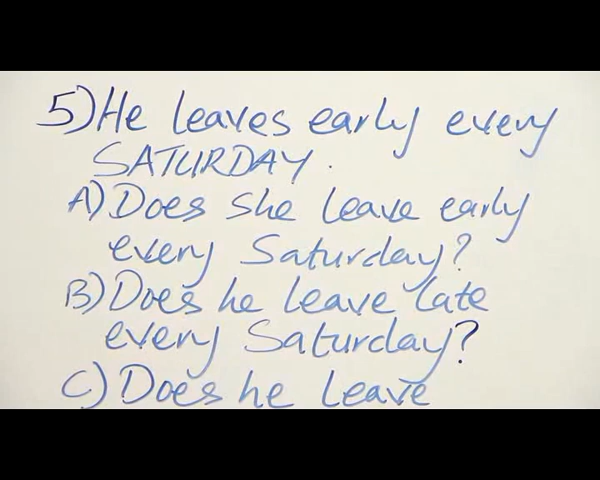 5) He leaves early every
SATURDAY.
A) Does she leave early
every Saturday?
B) Does he leave late
every Saturday?
C) Does he leave